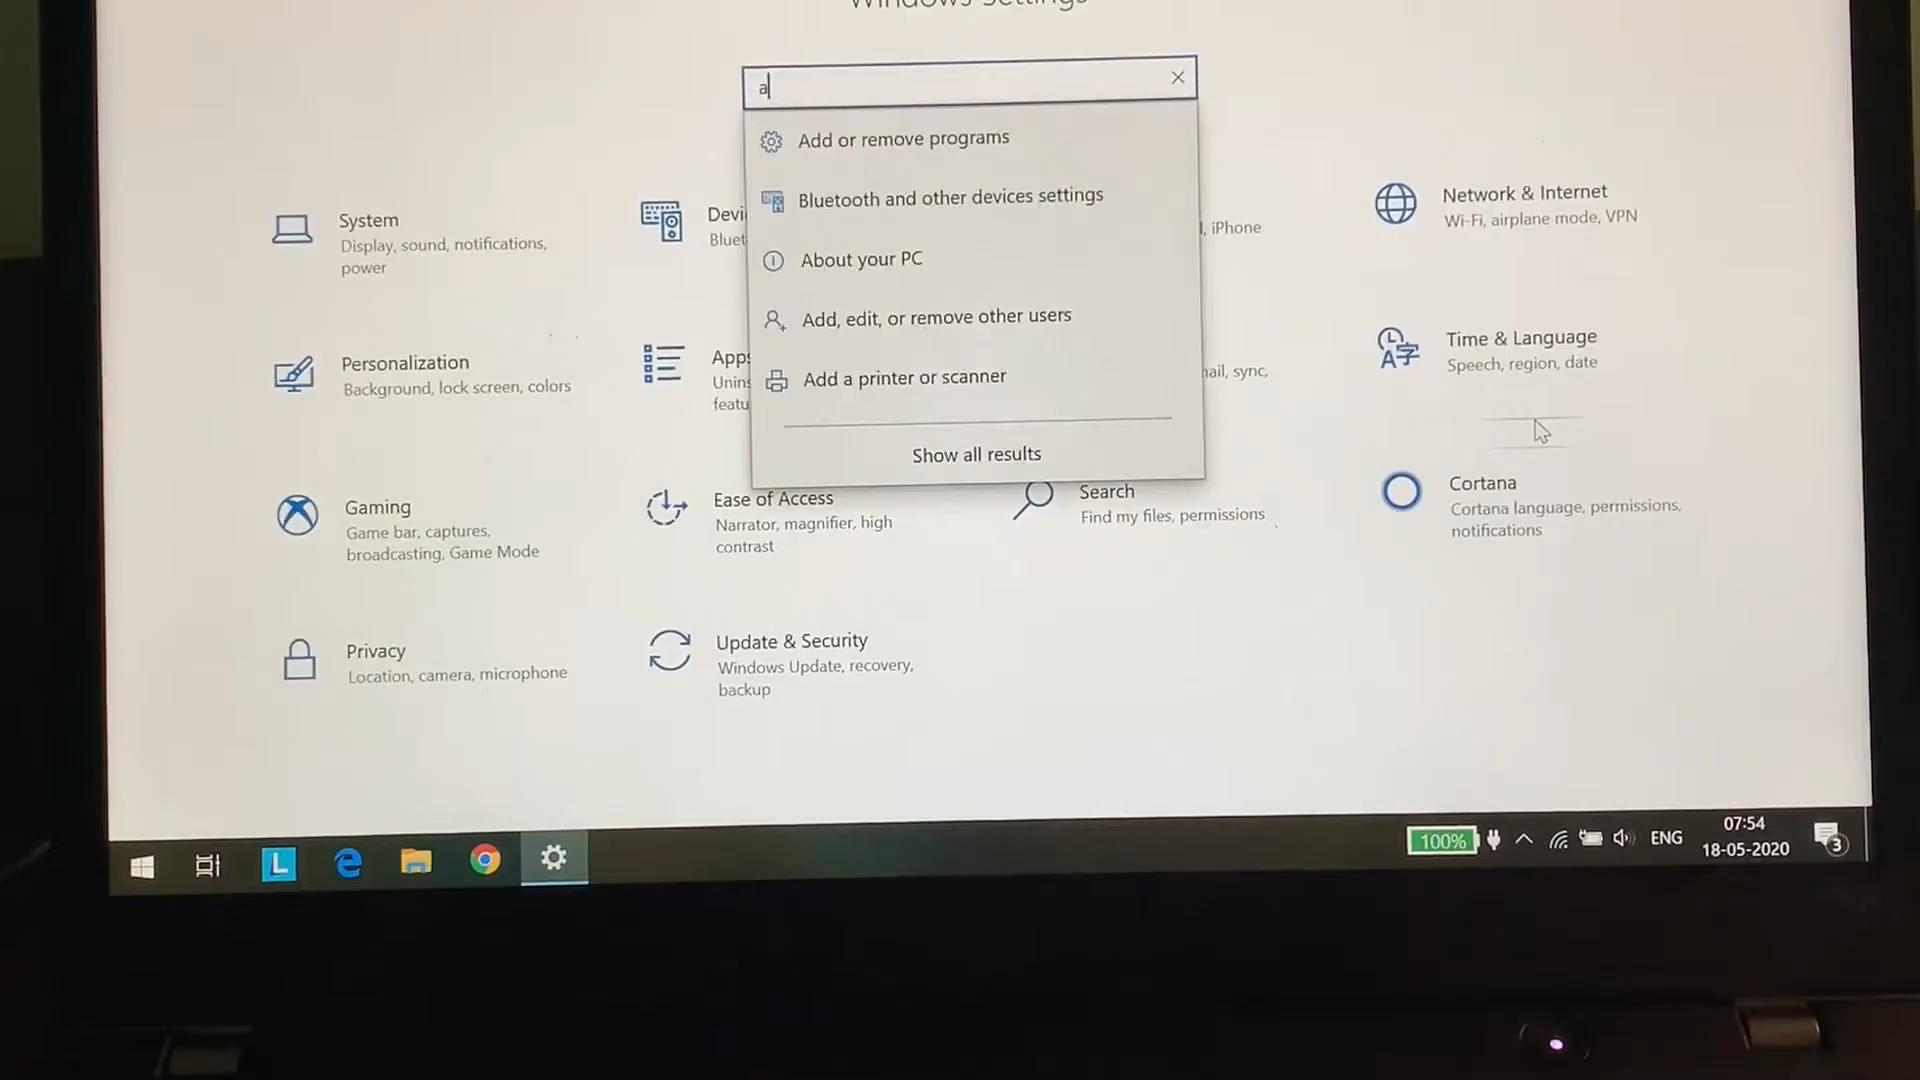 Windows Settings
a
Add or remove programs
Bluetooth and other devices settings
About your PC
Add, edit, or remove other users
Add a printer or scanner
Show all results
System
Display, sound, notifications,
power
Devi
Bluet
, iPhone
Network & Internet
Wi-Fi, airplane mode, VPN
Personalization
Background, lock screen, colors
Apps
Unins
featu
ail, sync,
Time & Language
Speech, region, date
Gaming
Game bar, captures,
broadcasting, Game Mode
Ease of Access
Narrator, magnifier, high
contrast
Search
Find my files, permissions
Cortana
Cortana language, permissions,
notifications
Privacy
Location, camera, microphone
Update & Security
Windows Update, recovery,
backup
L
100%
ENG
07:54
18-05-2020
3